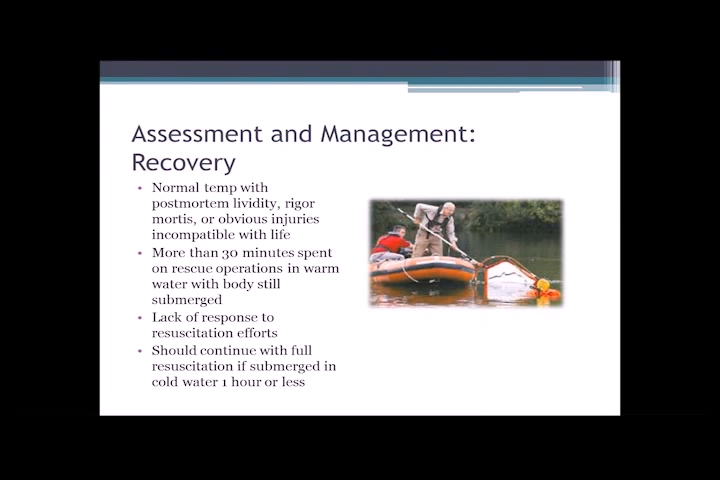 Assessment and Management:
Recovery
• Normal temp with
postmortem lividity, rigor
mortis, or obvious injuries
incompatible with life
• More than 30 minutes spent
on rescue operations in warm
water with body still
submerged
• Lack of response to
resuscitation efforts
• Should continue with full
resuscitation if submerged in
cold water 1 hour or less